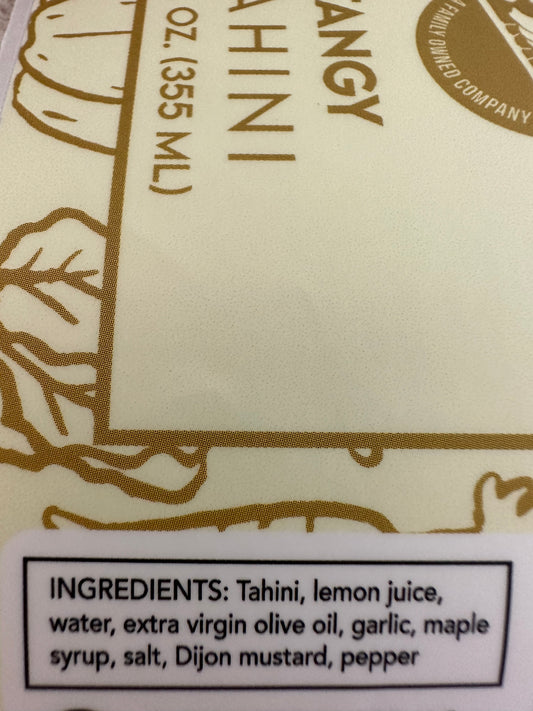 TANGY
AHINI
OZ. (355 ML)
A FAMILY OWNED COMPANY
INGREDIENTS: Tahini, lemon juice,
water, extra virgin olive oil, garlic, maple
syrup, salt, Dijon mustard, pepper